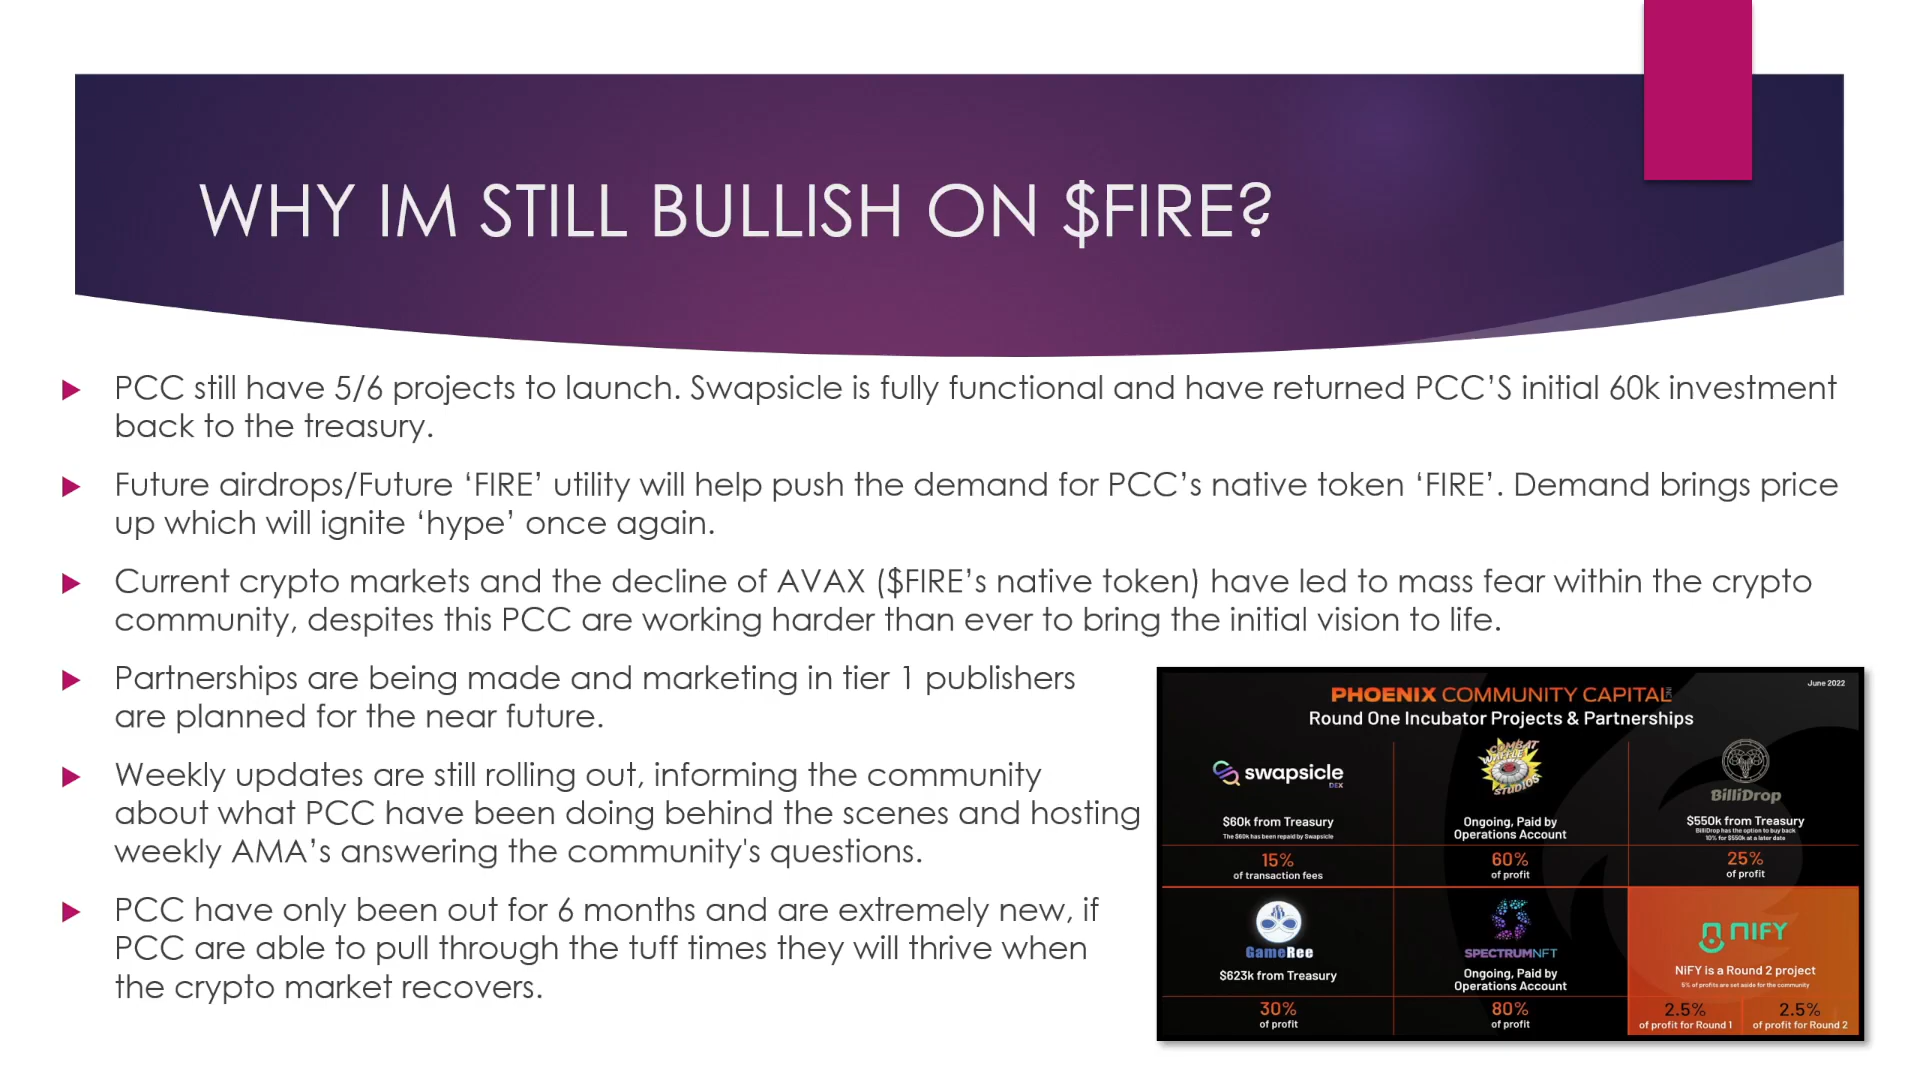 WHY IM STILL BULLISH ON $FIRE?
PCC still have 5/6 projects to launch. Swapsicle is fully functional and have returned PCC’S initial 60k investment
back to the treasury.
Future airdrops/Future ‘FIRE’ utility will help push the demand for PCC’s native token ‘FIRE’. Demand brings price
up which will ignite ‘hype’ once again.
Current crypto markets and the decline of AVAX ($FIRE’s native token) have led to mass fear within the crypto
community, despites this PCC are working harder than ever to bring the initial vision to life.
Partnerships are being made and marketing in tier 1 publishers
are planned for the near future.
Weekly updates are still rolling out, informing the community
about what PCC have been doing behind the scenes and hosting
weekly AMA’s answering the community's questions.
PCC have only been out for 6 months and are extremely new, if
PCC are able to pull through the tuff times they will thrive when
the crypto market recovers.
June 2022
PHOENIX COMMUNITY CAPITAL INC
Round One Incubator Projects & Partnerships
swapsicle
DEX
$60k from Treasury
The $60k has been repaid by Swapsicle
15%
of transaction fees
COMBAT
WAFFLE
STUDIOS
Ongoing, Paid by
Operations Account
60%
of profit
BilliDrop
$550k from Treasury
BilliDrop has the option to buy back
10% for $550k at a later date
25%
of profit
GameRee
$623k from Treasury
30%
of profit
SPECTRUMNFT
Ongoing, Paid by
Operations Account
80%
of profit
NIFY
NiFY is a Round 2 project
5% of profits are set aside for the community
2.5%
of profit for Round 1
2.5%
of profit for Round 2